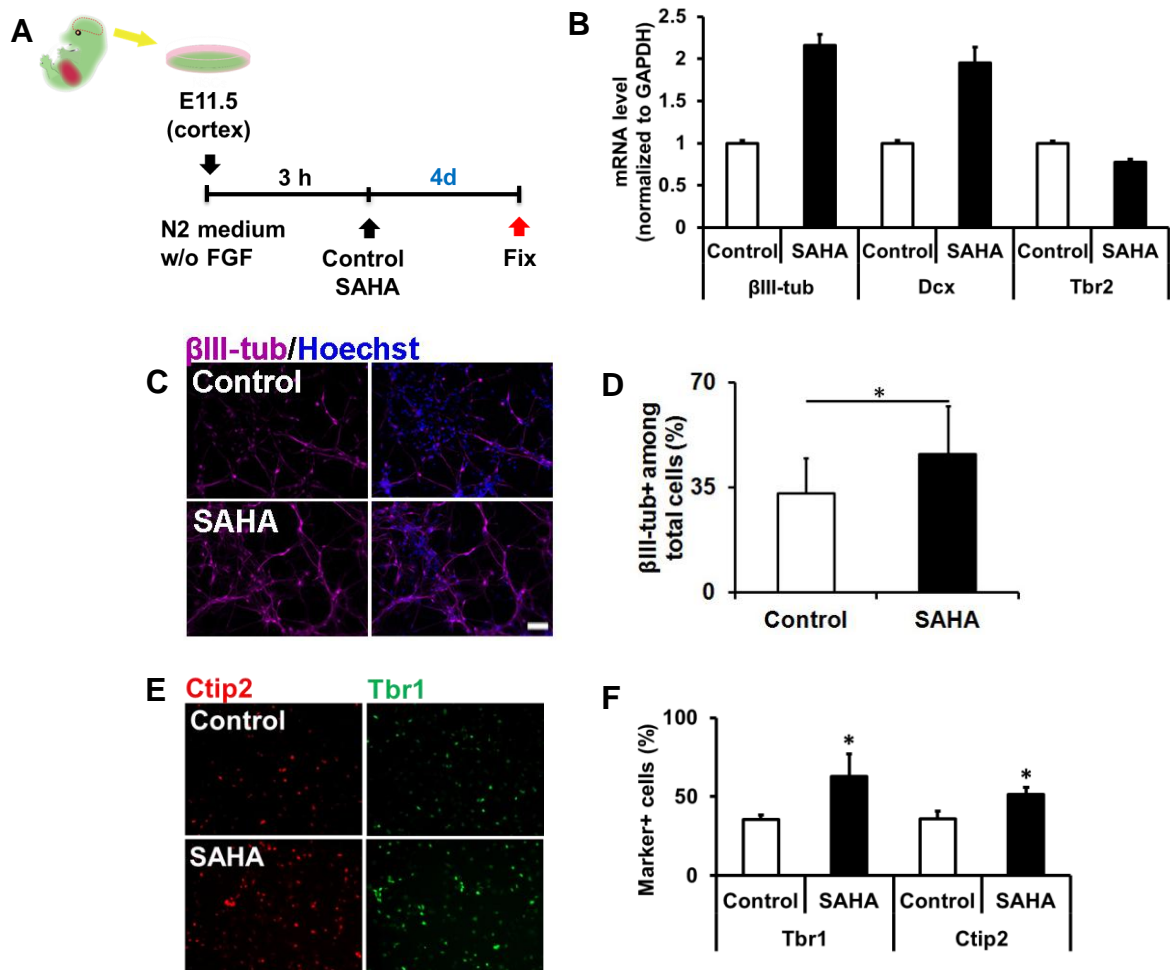 A
E11.5
(cortex)
3 h
4d
N2 medium
w/o FGF
Control
SAHA
Fix
B
mRNA level
(normalized to GAPDH)
2.5
2
1
0.5
0
Control SAHA Control SAHA Control SAHA
βIII-tub Dcx Tbr2
βIII-tub/Hoechst
C
Control
SAHA
D
βIII-tub+ among
total cells (%)
70
35
0
*
Control SAHA
E
Ctip2 Tbr1
Control
SAHA
F
Marker+ cells (%)
100
50
0
* *
Control SAHA Control SAHA
Tbr1 Ctip2